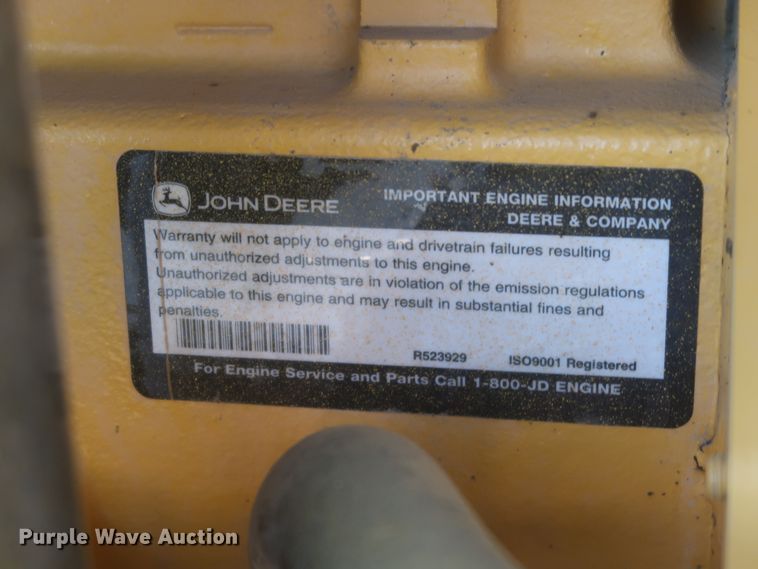 JOHN DEERE
IMPORTANT ENGINE INFORMATION
DEERE & COMPANY
Warranty will not apply to engine and drivetrain failures resulting
from unauthorized adjustments to this engine.
Unauthorized adjustments are in violation of the emission regulations
applicable to this engine and may result in substantial fines and
penalties.
R523929 ISO9001 Registered
For Engine Service and Parts Call 1-800-JD ENGINE
Purple Wave Auction